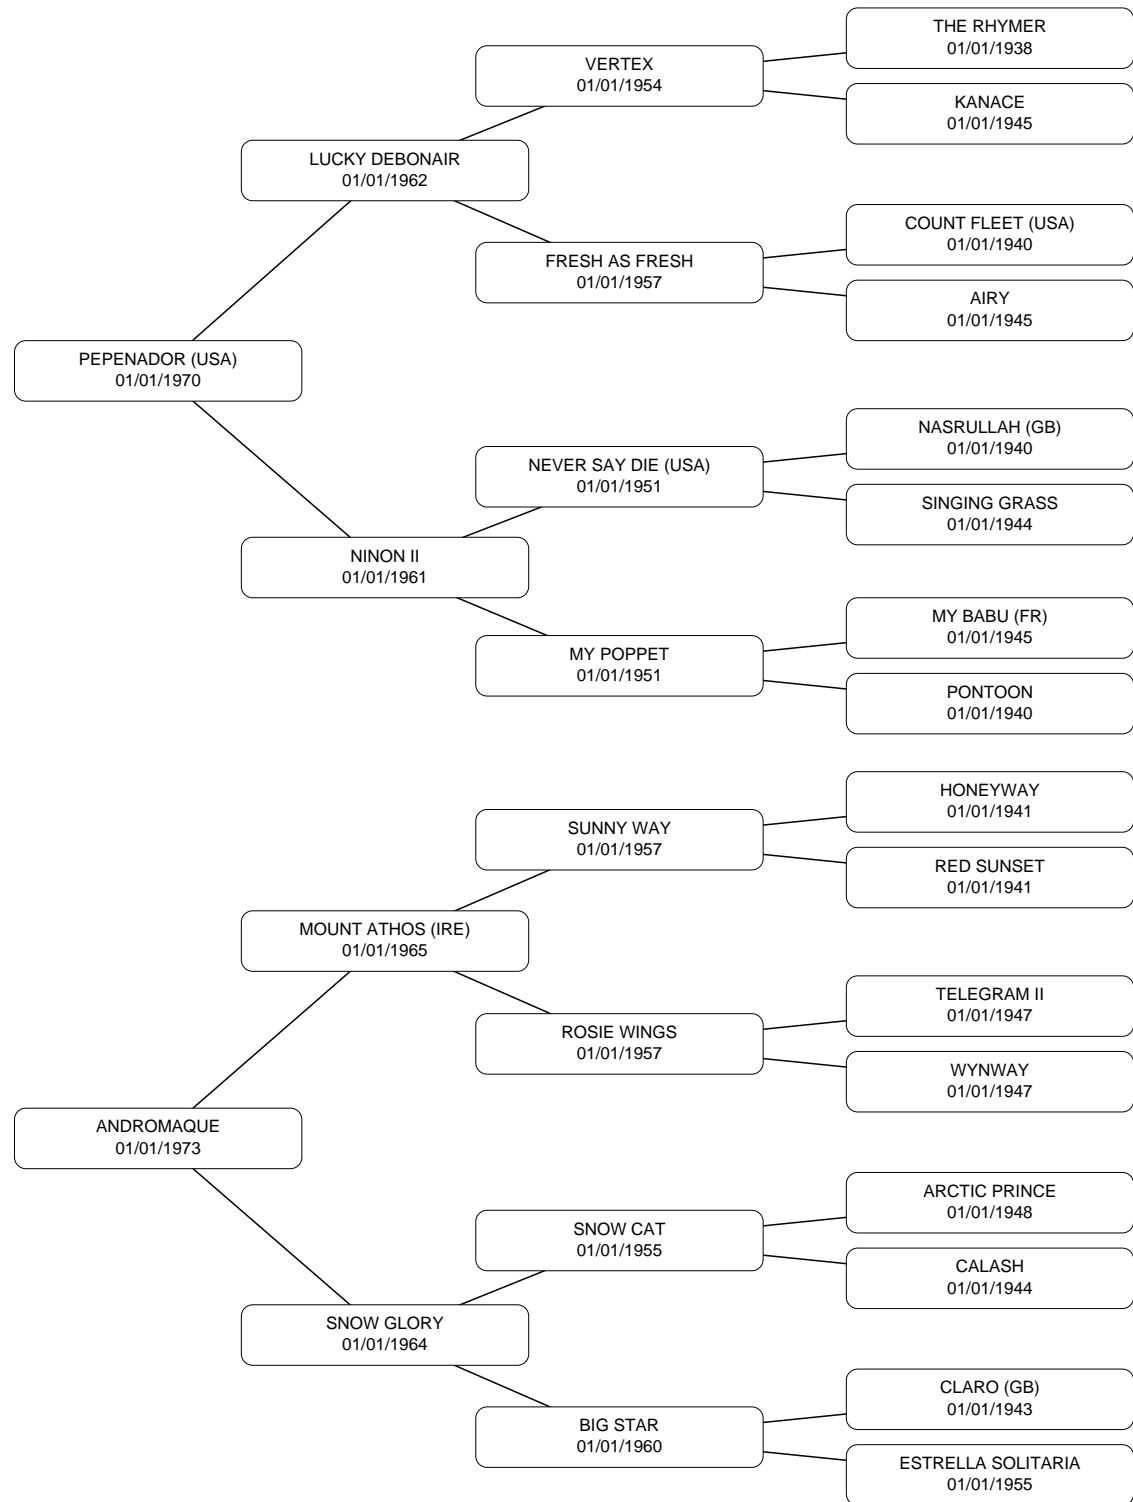 THE RHYMER
01/01/1938
VERTEX
01/01/1954
KANACE
01/01/1945
LUCKY DEBONAIR
01/01/1962
COUNT FLEET (USA)
01/01/1940
FRESH AS FRESH
01/01/1957
AIRY
01/01/1945
PEPENADOR (USA)
01/01/1970
NASRULLAH (GB)
01/01/1940
NEVER SAY DIE (USA)
01/01/1951
SINGING GRASS
01/01/1944
NINON II
01/01/1961
MY BABU (FR)
01/01/1945
MY POPPET
01/01/1951
PONTOON
01/01/1940
HONEYWAY
01/01/1941
SUNNY WAY
01/01/1957
RED SUNSET
01/01/1941
MOUNT ATHOS (IRE)
01/01/1965
TELEGRAM II
01/01/1947
ROSIE WINGS
01/01/1957
WYNWAY
01/01/1947
ANDROMAQUE
01/01/1973
ARCTIC PRINCE
01/01/1948
SNOW CAT
01/01/1955
CALASH
01/01/1944
SNOW GLORY
01/01/1964
CLARO (GB)
01/01/1943
BIG STAR
01/01/1960
ESTRELLA SOLITARIA
01/01/1955